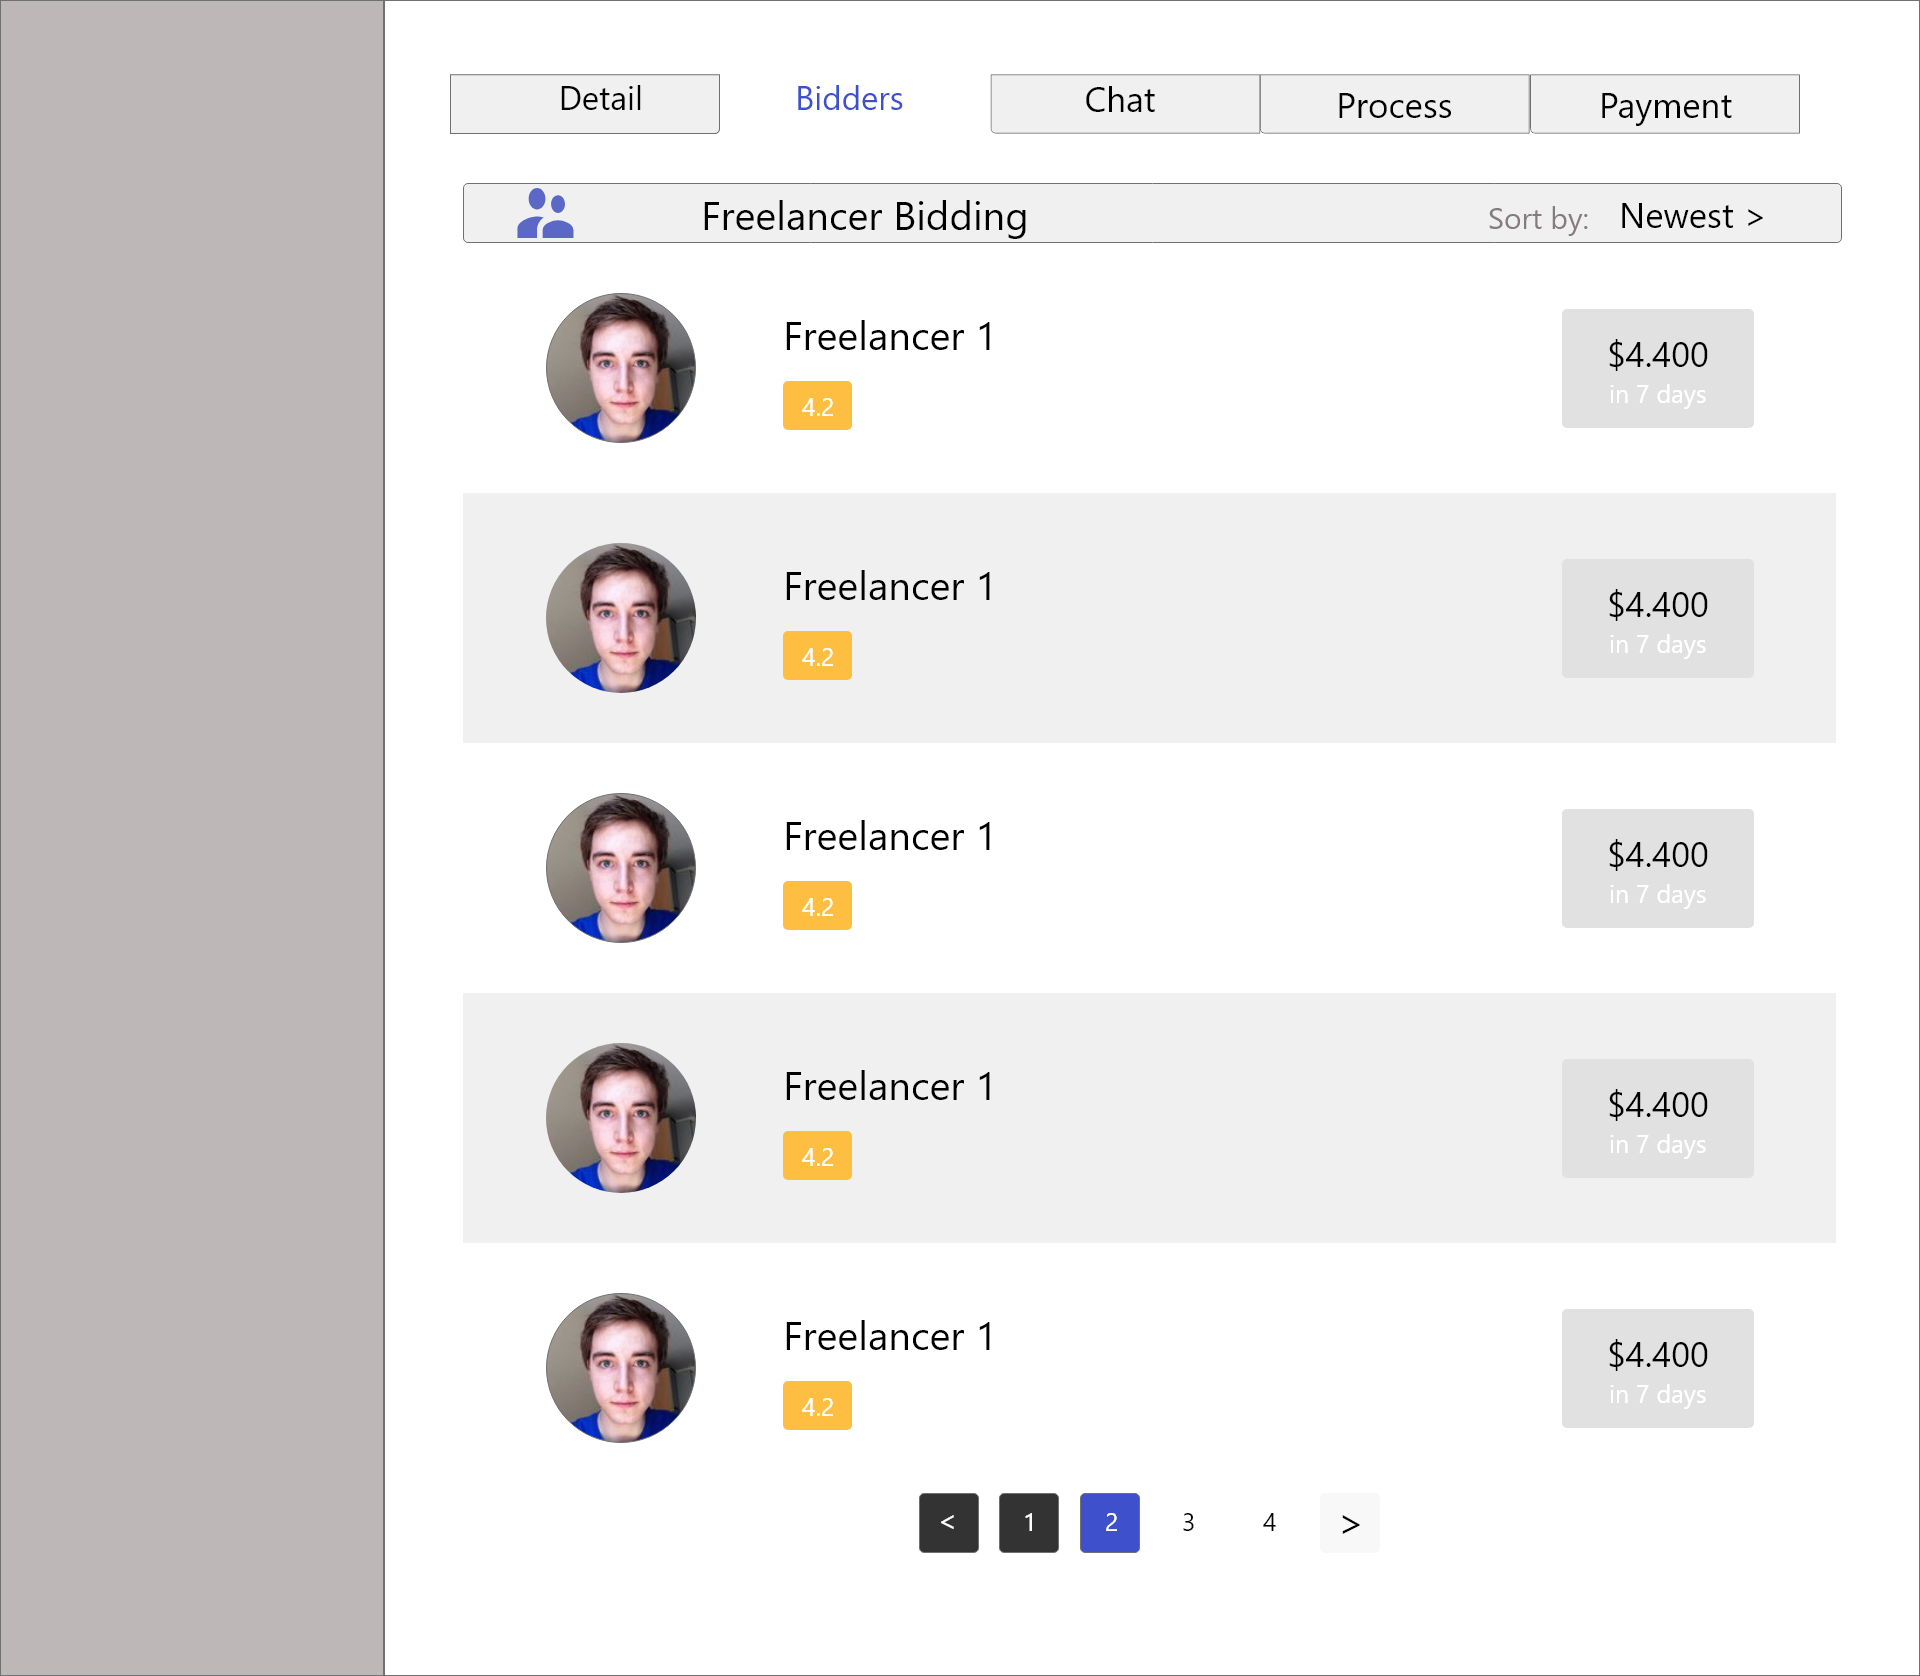 Detail Bidders Chat Process Payment
Freelancer Bidding Sort by: Newest >
Freelancer 1
4.2
$4.400
in 7 days
Freelancer 1
4.2
$4.400
in 7 days
Freelancer 1
4.2
$4.400
in 7 days
Freelancer 1
4.2
$4.400
in 7 days
Freelancer 1
4.2
$4.400
in 7 days
< 1 2 3 4 >